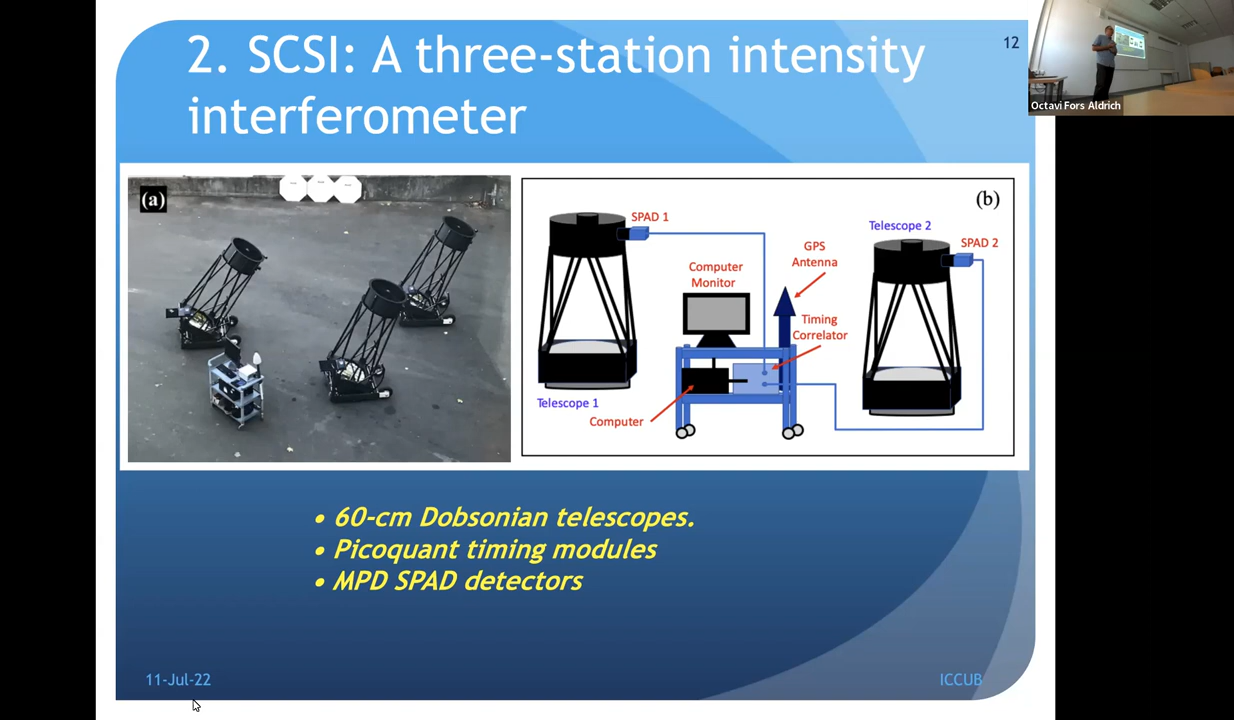 2. SCSI: A three-station intensity
interferometer
12
Octavi Fors Aldrich
(a)
(b)
SPAD 1
Telescope 2
SPAD 2
GPS
Antenna
Computer
Monitor
Timing
Correlator
Telescope 1
Computer
• 60-cm Dobsonian telescopes.
• Picoquant timing modules
• MPD SPAD detectors
11-Jul-22
ICCUB